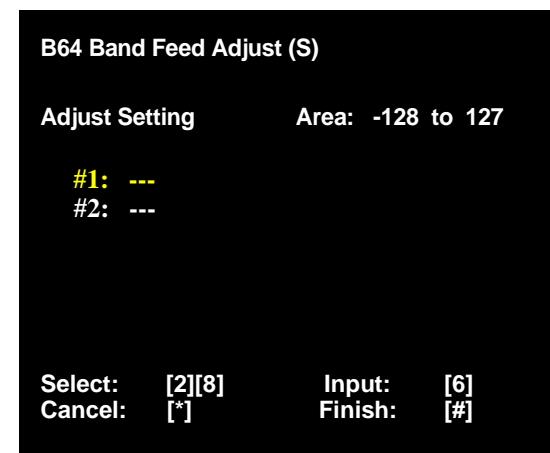 B64 Band Feed Adjust (S)
Adjust Setting Area: -128 to 127
#1: ---
#2: ---
Select: [2][8] Input: [6]
Cancel: [*] Finish: [#]